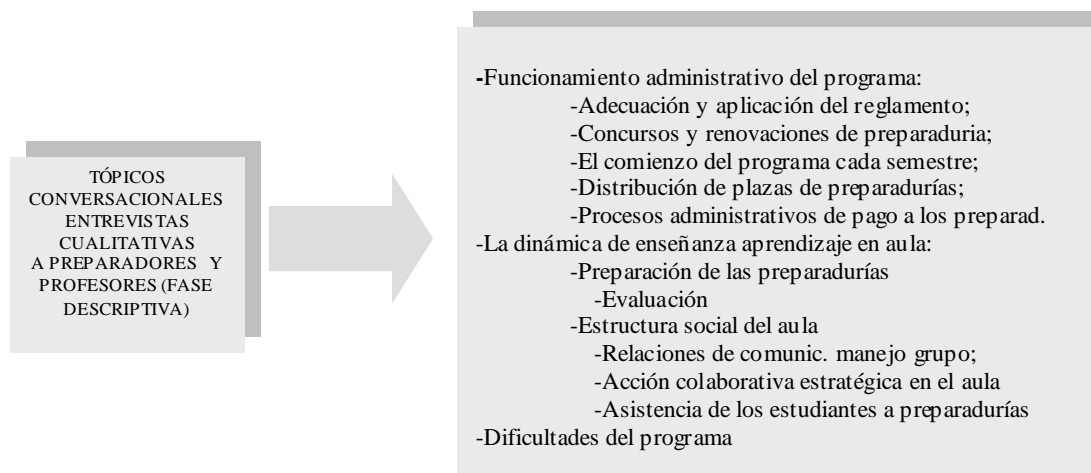 TÓPICOS
CONVERSACIONALES
ENTREVISTAS
CUALITATIVAS
A PREPARADORES Y
PROFESORES (FASE
DESCRIPTIVA)
-Funcionamiento administrativo del programa:
-Adecuación y aplicación del reglamento;
-Concursos y renovaciones de preparaduria;
-El comienzo del programa cada semestre;
-Distribución de plazas de preparadurías;
-Procesos administrativos de pago a los preparad.
-La dinámica de enseñanza aprendizaje en aula:
-Preparación de las preparadurías
-Evaluación
-Estructura social del aula
-Relaciones de comunic. manejo grupo;
-Acción colaborativa estratégica en el aula
-Asistencia de los estudiantes a preparadurías
-Dificultades del programa